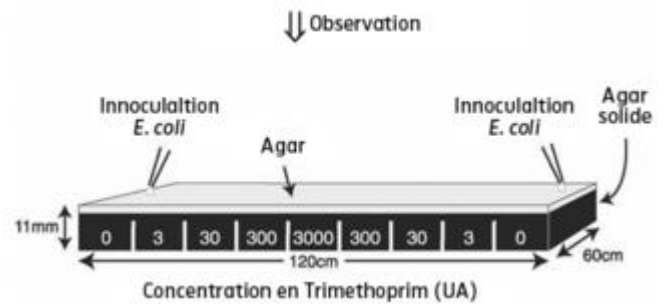 Observation
Innoculaltion
E. coli
Agar
Innoculaltion
E. coli
Agar
solide
11mm
0 3 30 300 3000 300 30 3 0
120cm
60cm
Concentration en Trimethoprim (UA)